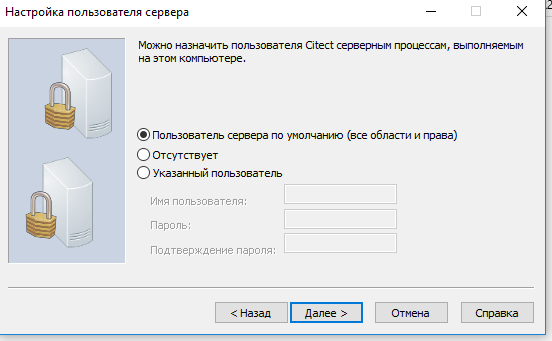 Настройка пользователя сервера
Можно назначить пользователя Citect серверным процессам, выполняемым
на этом компьютере.
Пользователь сервера по умолчанию (все области и права)
Отсутствует
Указанный пользователь
Имя пользователя:
Пароль:
Подтверждение пароля:
< Назад
Далее >
Отмена
Справка